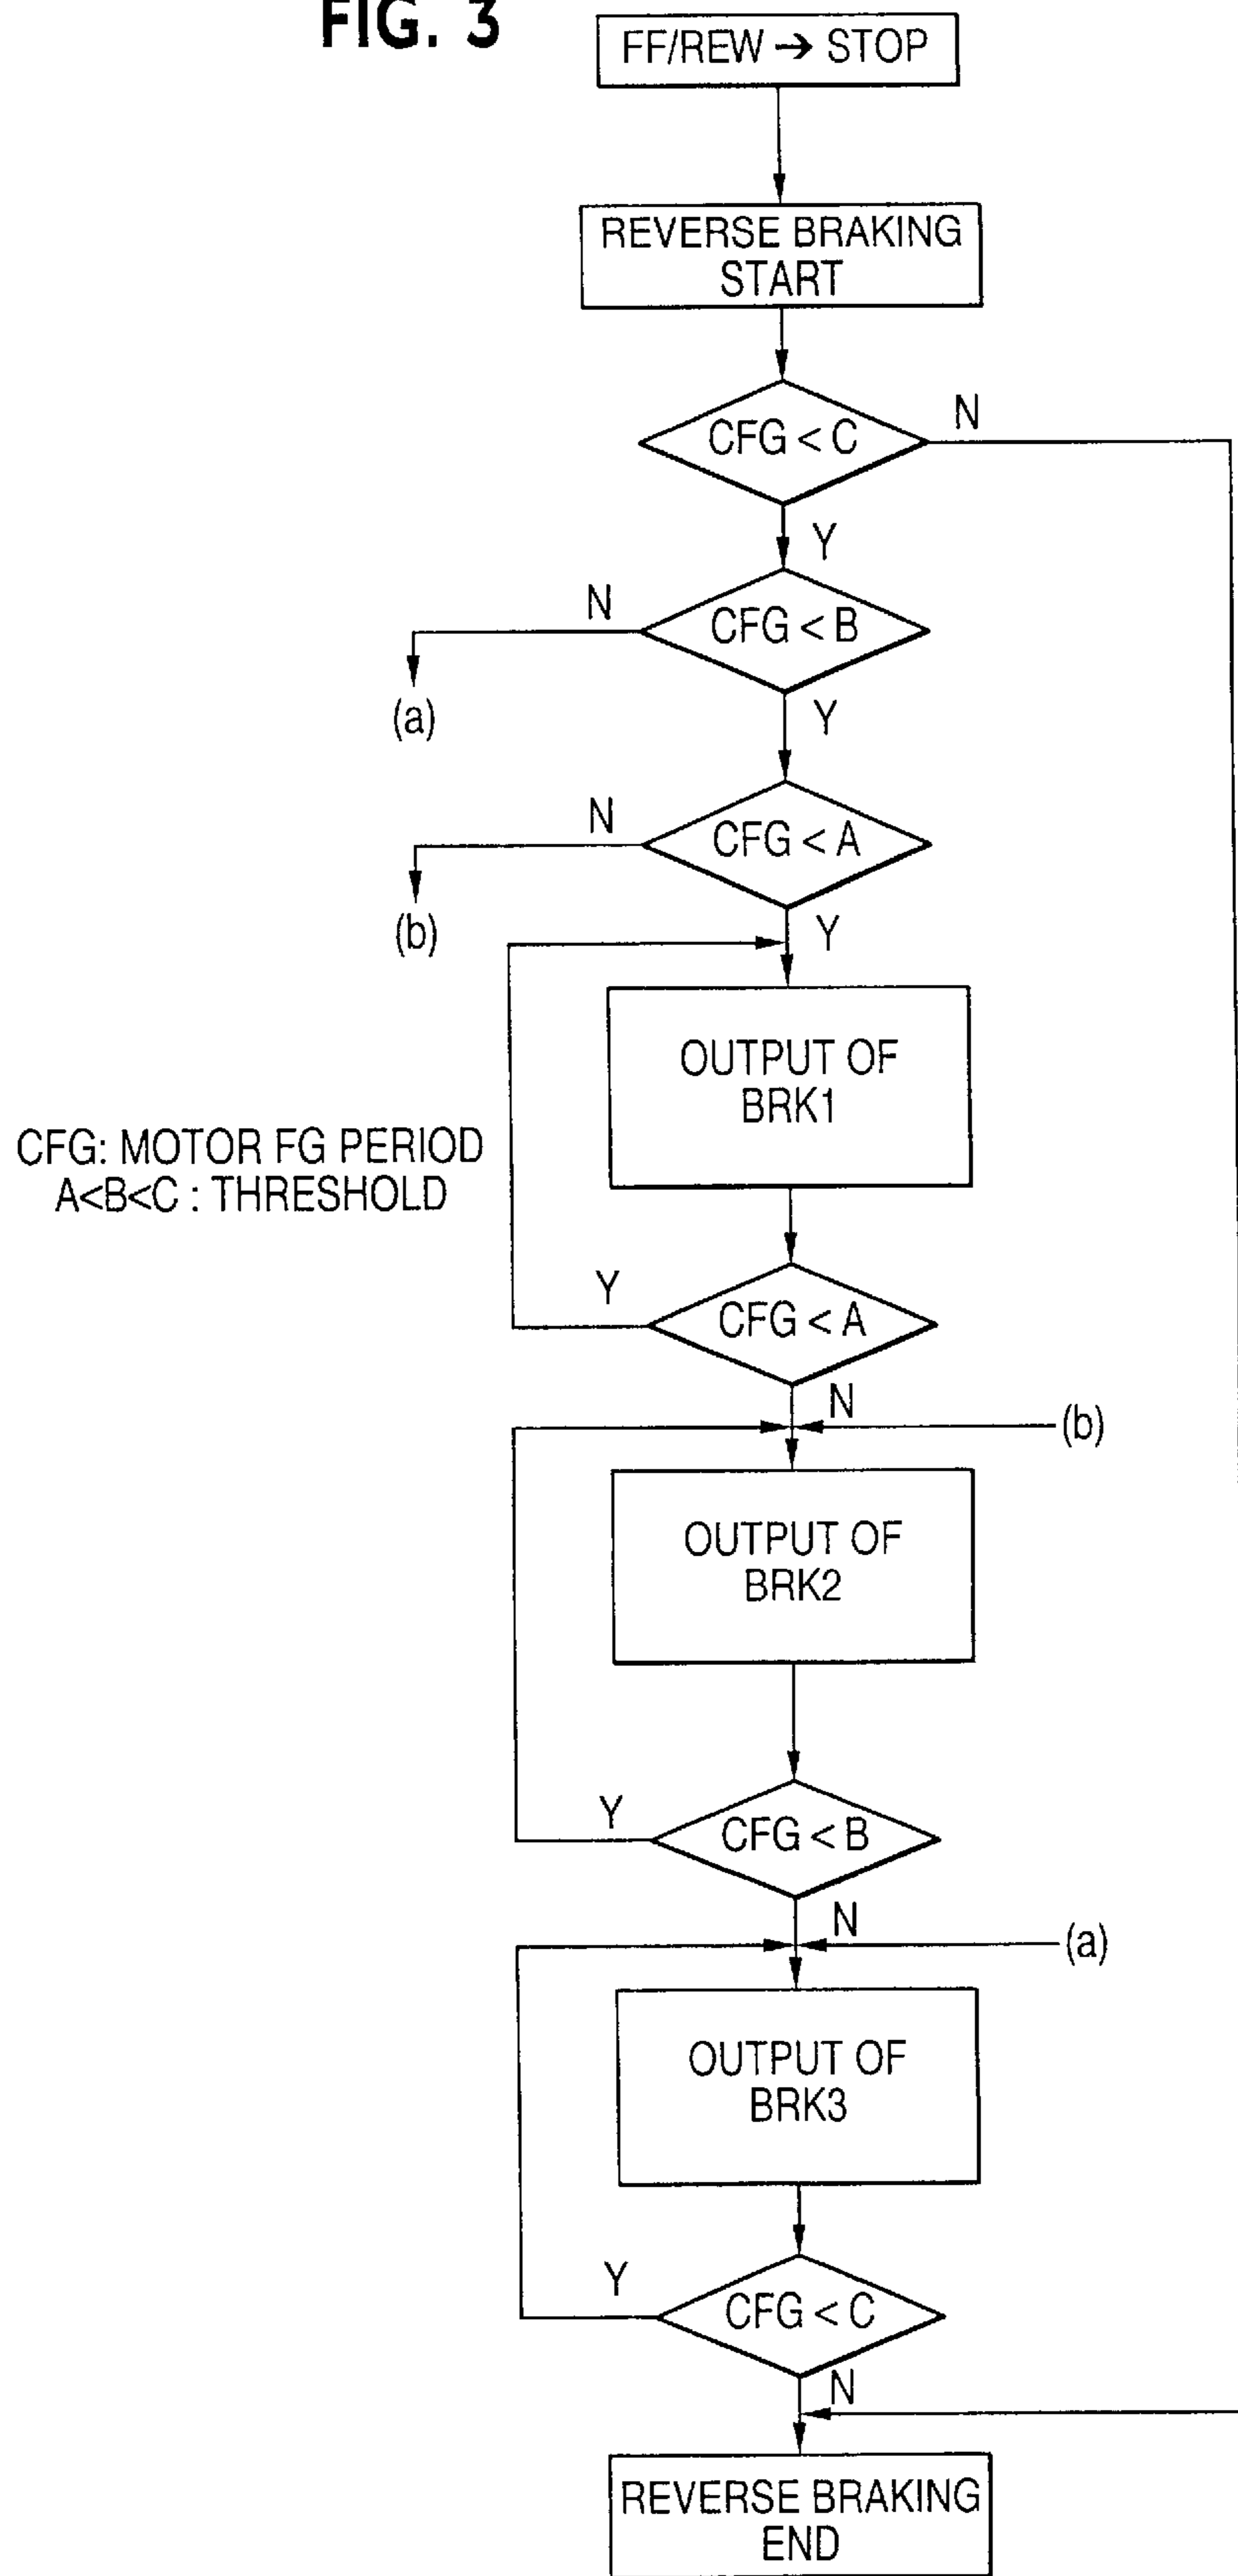 FIG. 3
FF/REW → STOP
REVERSE BRAKING
START
CFG < C
N
Y
CFG < B
N
(a)
Y
CFG < A
N
(b)
Y
OUTPUT OF
BRK1
CFG: MOTOR FG PERIOD
A<B<C : THRESHOLD
Y
CFG < A
N
(b)
OUTPUT OF
BRK2
Y
CFG < B
N
(a)
OUTPUT OF
BRK3
Y
CFG < C
N
REVERSE BRAKING
END